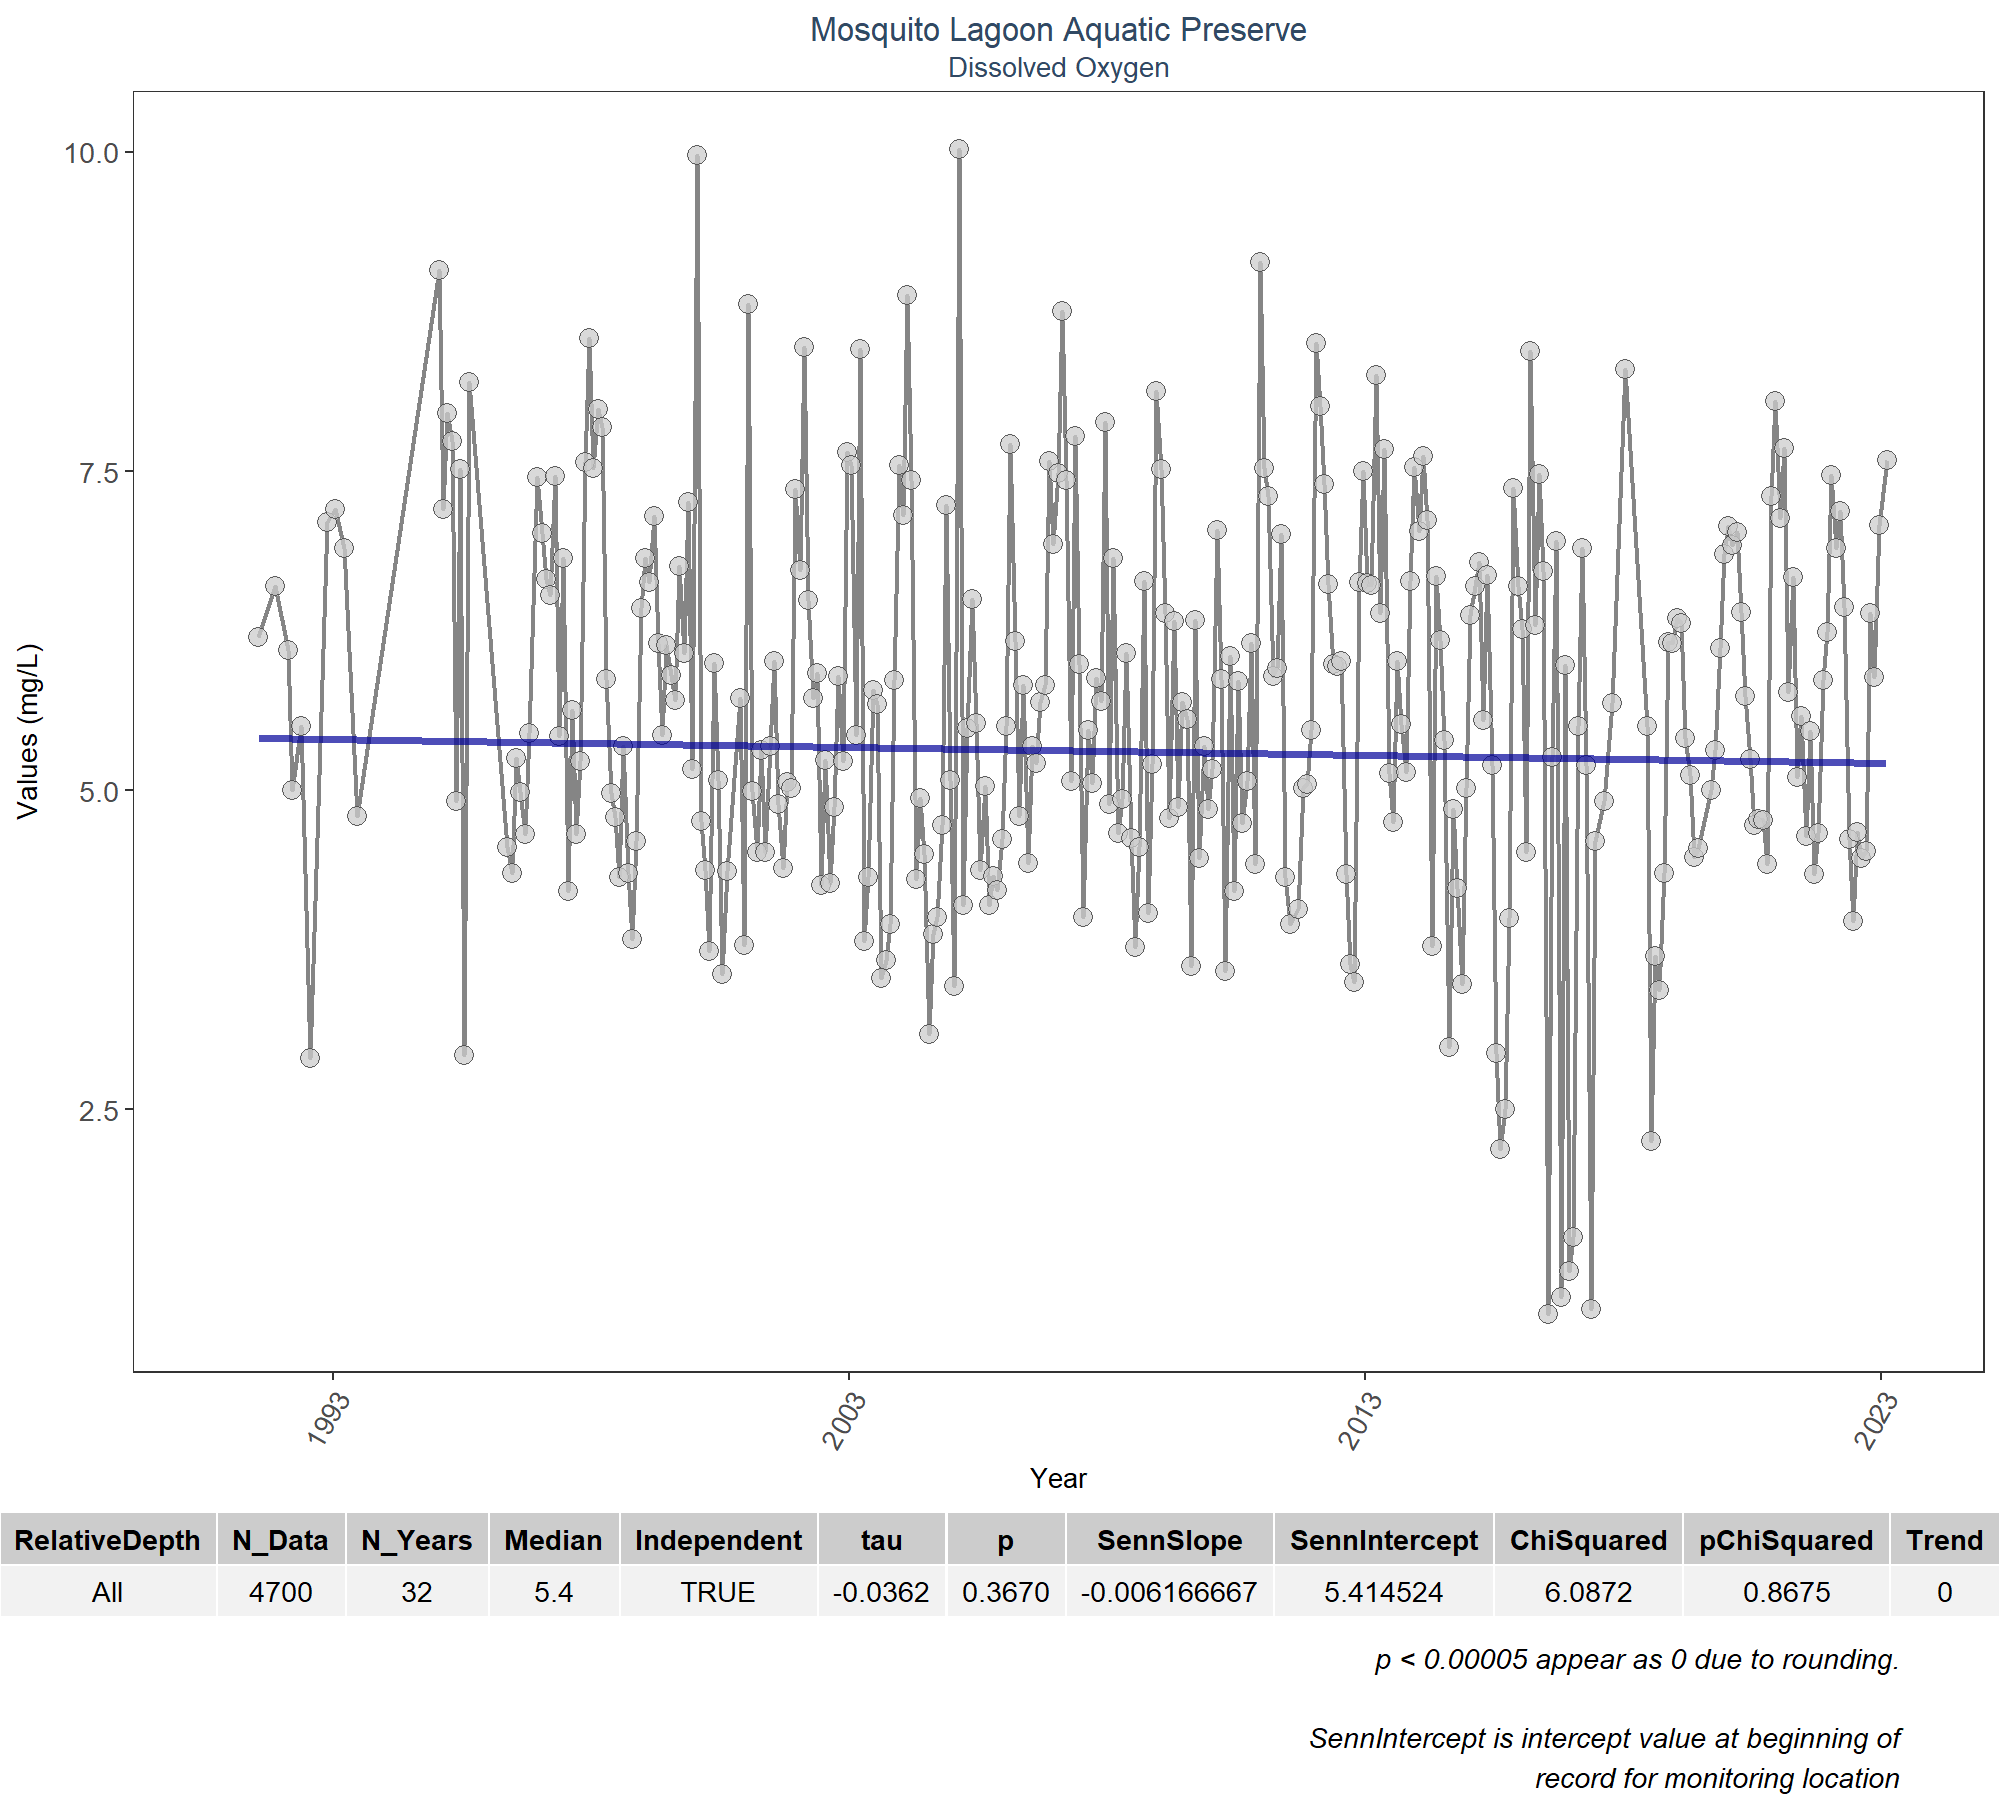 Mosquito Lagoon Aquatic Preserve
Dissolved Oxygen
Values (mg/L)
10.0
7.5
5.0
2.5
1993
2003
2013
2023
Year
RelativeDepth N_Data N_Years Median Independent tau p SennSlope SennIntercept ChiSquared pChiSquared Trend
All 4700 32 5.4 TRUE -0.0362 0.3670 -0.006166667 5.414524 6.0872 0.8675 0
p < 0.00005 appear as 0 due to rounding.
SennIntercept is intercept value at beginning of
record for monitoring location